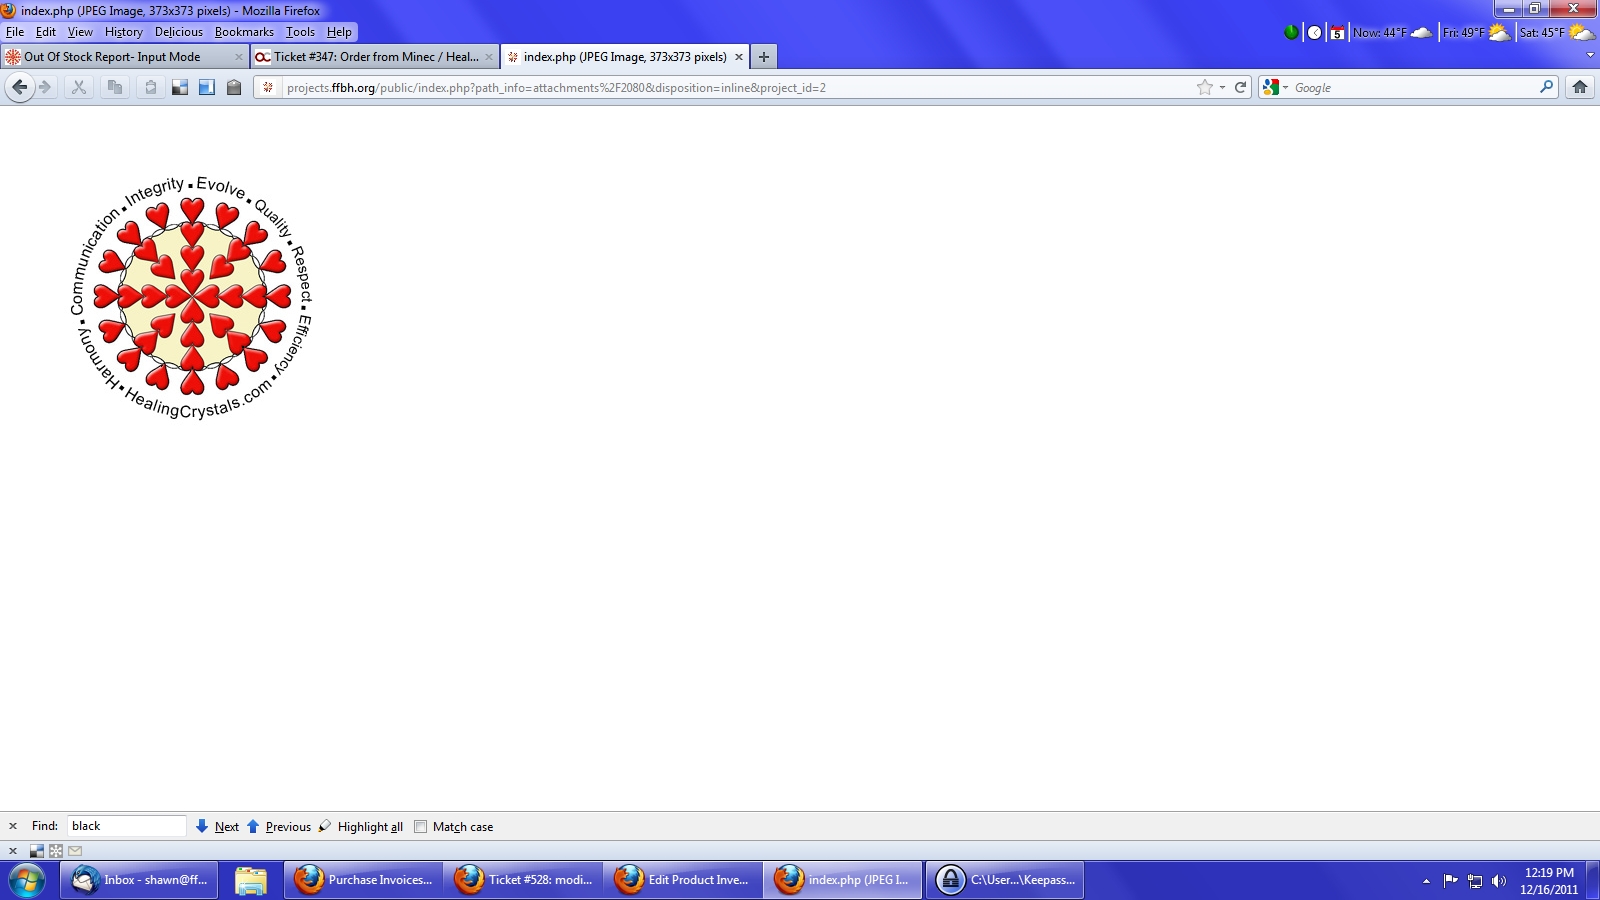 index.php (JPEG Image, 373x373 pixels) - Mozilla Firefox
File Edit View History Delicious Bookmarks Tools Help
5 Now: 44°F Fri: 49°F Sat: 45°F
Out Of Stock Report- Input Mode
Ticket #347: Order from Minec / Heal...
index.php (JPEG Image, 373x373 pixels)
projects.ffbh.org/public/index.php?path_info=attachments%2F2080&disposition=inline&project_id=2
Google
Harmony ▪ Communication ▪ Integrity ▪ Evolve ▪ Quality ▪ Respect ▪ Efficiency ▪ HealingCrystals.com ▪
Find: black Next Previous Highlight all Match case
Inbox - shawn@ff...
Purchase Invoices...
Ticket #528: modi...
Edit Product Inve...
index.php (JPEG I...
C:\User...\Keepass...
12:19 PM
12/16/2011